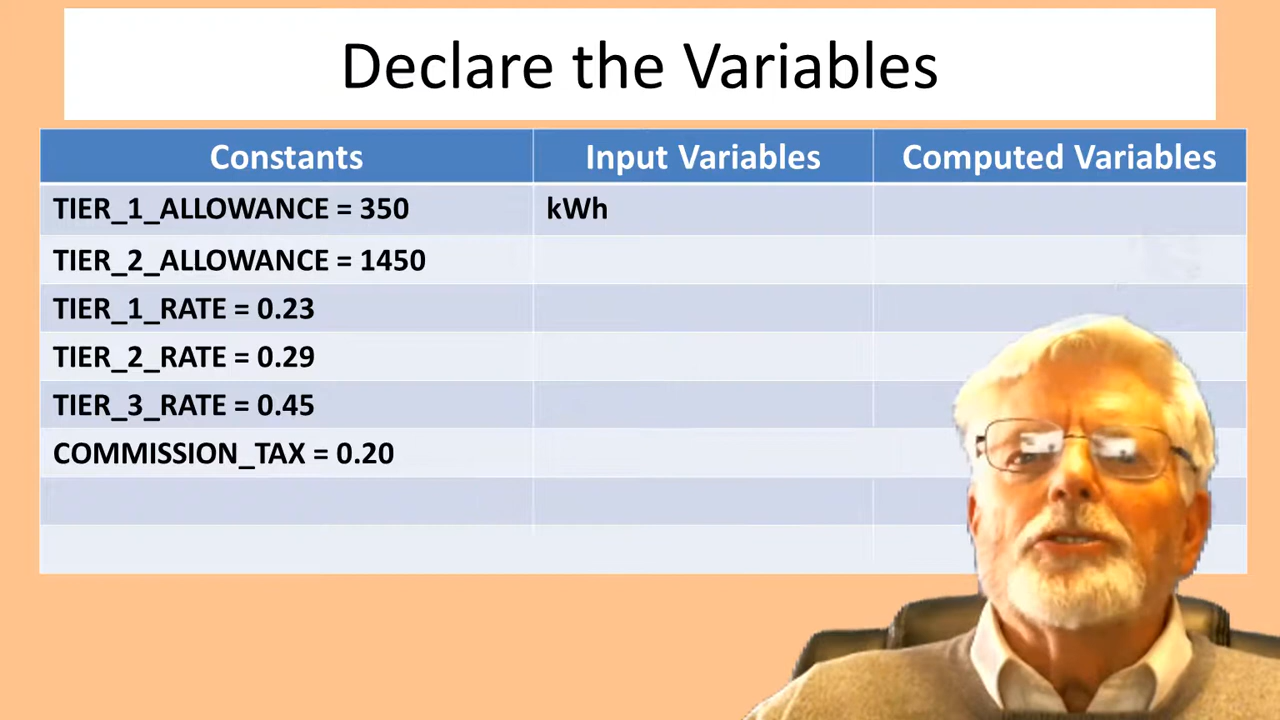 Declare the Variables
Constants Input Variables Computed Variables
TIER_1_ALLOWANCE = 350 kWh
TIER_2_ALLOWANCE = 1450
TIER_1_RATE = 0.23
TIER_2_RATE = 0.29
TIER_3_RATE = 0.45
COMMISSION_TAX = 0.20